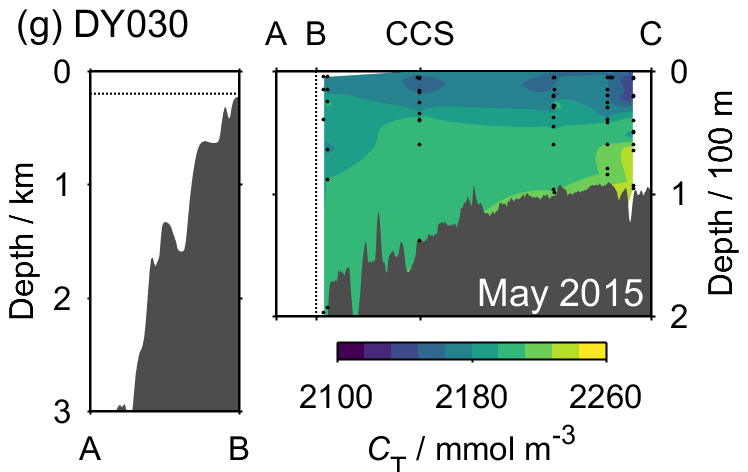 (g) DY030
A B CCS C
0
1
2
3
Depth / km
A B
0
1
2
Depth / 100 m
May 2015
2100 2180 2260
C_T / mmol m⁻³